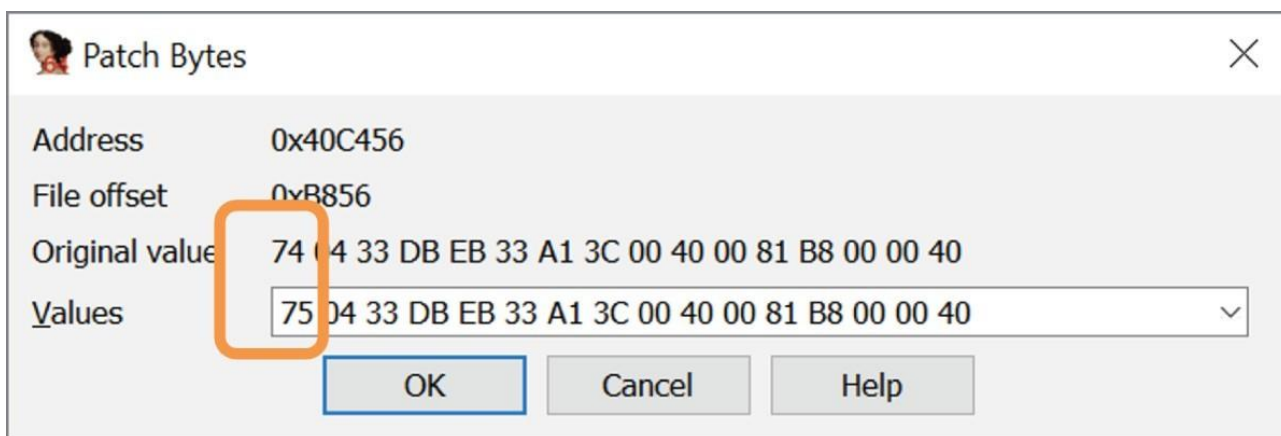 Patch Bytes
Address 0x40C456
File offset 0xB856
Original value 74 04 33 DB EB 33 A1 3C 00 40 00 81 B8 00 00 40
Values 75 04 33 DB EB 33 A1 3C 00 40 00 81 B8 00 00 40
OK Cancel Help